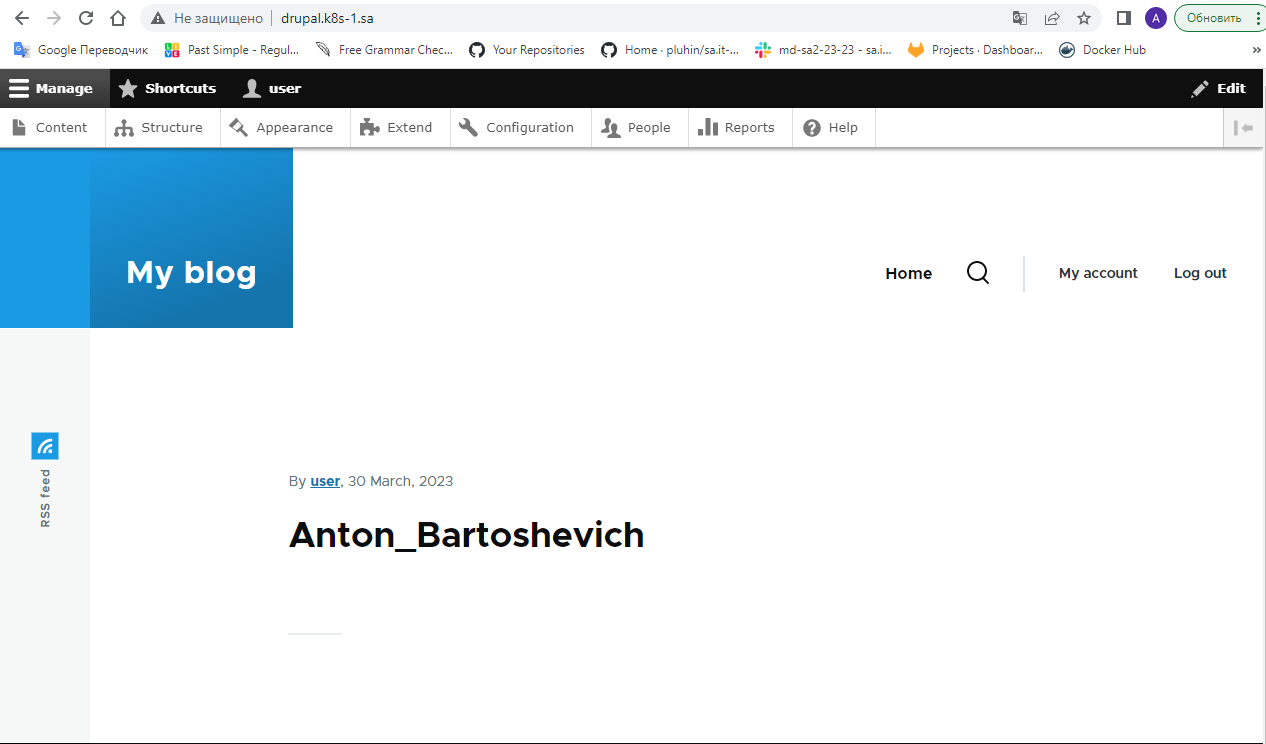 Не защищено drupal.k8s-1.sa A Обновить
Google Переводчик Past Simple - Regul... Free Grammar Chec... Your Repositories Home · pluhin/sa.it-... md-sa2-23-23 - sa.i... Projects · Dashboar... Docker Hub »
Manage Shortcuts user Edit
Content Structure Appearance Extend Configuration People Reports Help
My blog
Home My account Log out
RSS feed
By user, 30 March, 2023
Anton_Bartoshevich